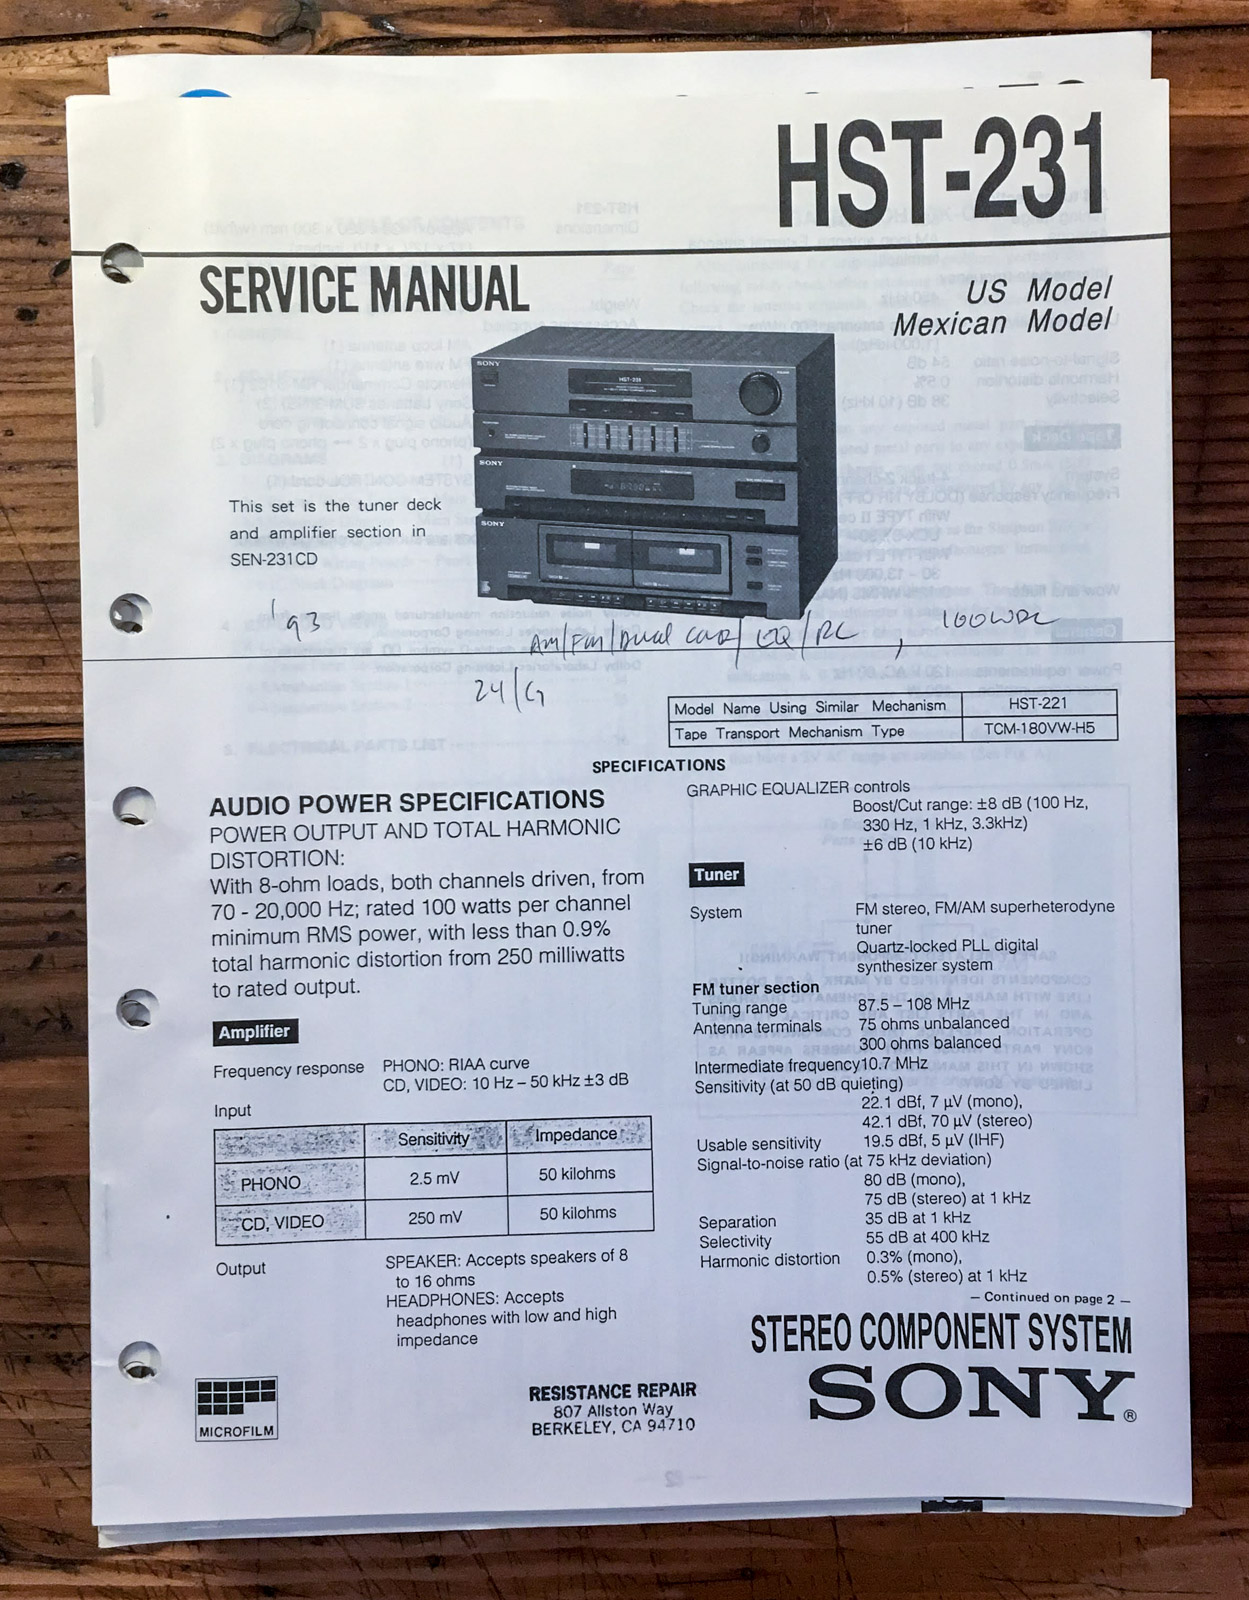 HST-231
SERVICE MANUAL
US Model
Mexican Model
SONY
HST-231
SONY
SONY
This set is the tuner deck
and amplifier section in
SEN-231CD
'93
AM/FM/Dual Cass/EQ/RC, 100WPC
24/G
Model Name Using Similar Mechanism HST-221
Tape Transport Mechanism Type TCM-180VW-H5
SPECIFICATIONS
AUDIO POWER SPECIFICATIONS
POWER OUTPUT AND TOTAL HARMONIC
DISTORTION:
With 8-ohm loads, both channels driven, from
70 - 20,000 Hz; rated 100 watts per channel
minimum RMS power, with less than 0.9%
total harmonic distortion from 250 milliwatts
to rated output.
Amplifier
Frequency response PHONO: RIAA curve
CD, VIDEO: 10 Hz – 50 kHz ±3 dB
Input
Sensitivity Impedance
PHONO 2.5 mV 50 kilohms
CD, VIDEO 250 mV 50 kilohms
Output SPEAKER: Accepts speakers of 8
to 16 ohms
HEADPHONES: Accepts
headphones with low and high
impedance
GRAPHIC EQUALIZER controls
Boost/Cut range: ±8 dB (100 Hz,
330 Hz, 1 kHz, 3.3kHz)
±6 dB (10 kHz)
Tuner
System FM stereo, FM/AM superheterodyne
tuner
Quartz-locked PLL digital
synthesizer system
FM tuner section
Tuning range 87.5 – 108 MHz
Antenna terminals 75 ohms unbalanced
300 ohms balanced
Intermediate frequency 10.7 MHz
Sensitivity (at 50 dB quieting)
22.1 dBf, 7 µV (mono),
42.1 dBf, 70 µV (stereo)
Usable sensitivity 19.5 dBf, 5 µV (IHF)
Signal-to-noise ratio (at 75 kHz deviation)
80 dB (mono),
75 dB (stereo) at 1 kHz
Separation 35 dB at 1 kHz
Selectivity 55 dB at 400 kHz
Harmonic distortion 0.3% (mono),
0.5% (stereo) at 1 kHz
– Continued on page 2 –
STEREO COMPONENT SYSTEM
SONY®
MICROFILM
RESISTANCE REPAIR
807 Allston Way
BERKELEY, CA 94710